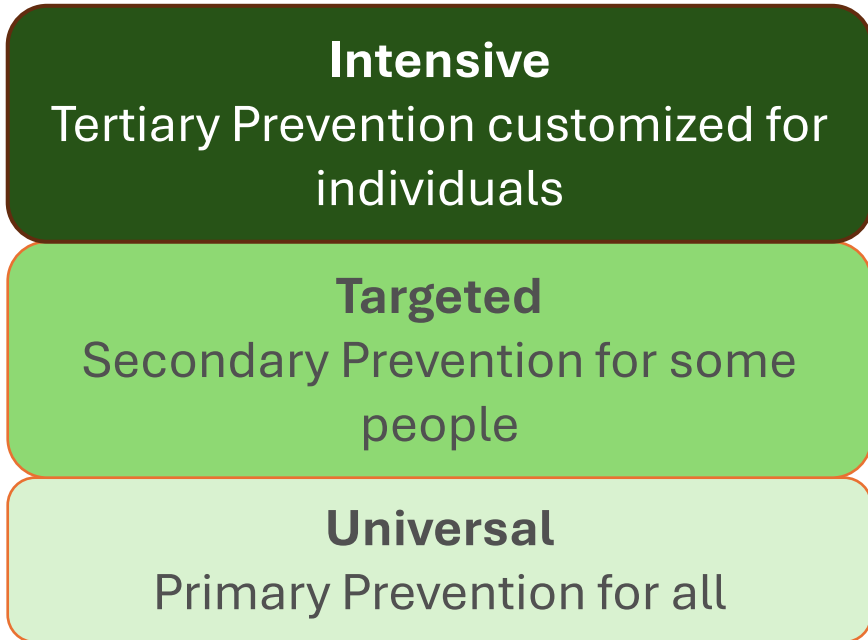 Intensive
Tertiary Prevention customized for
individuals
Targeted
Secondary Prevention for some
people
Universal
Primary Prevention for all